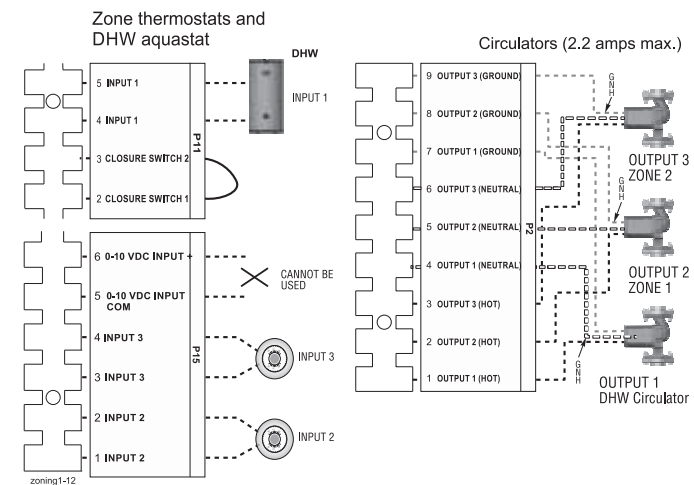 Zone thermostats and
DHW aquastat
DHW
5 INPUT 1
INPUT 1
4 INPUT 1
P11
3 CLOSURE SWITCH 2
2 CLOSURE SWITCH 1
6 0-10 VDC INPUT +
CANNOT BE
USED
5 0-10 VDC INPUT
COM
P15
4 INPUT 3
INPUT 3
3 INPUT 3
2 INPUT 2
INPUT 2
1 INPUT 2
zoning1-12
Circulators (2.2 amps max.)
9 OUTPUT 3 (GROUND)
8 OUTPUT 2 (GROUND)
7 OUTPUT 1 (GROUND)
6 OUTPUT 3 (NEUTRAL)
5 OUTPUT 2 (NEUTRAL)
4 OUTPUT 1 (NEUTRAL)
3 OUTPUT 3 (HOT)
2 OUTPUT 2 (HOT)
1 OUTPUT 1 (HOT)
P2
G
N
H
OUTPUT 3
ZONE 2
G
N
H
OUTPUT 2
ZONE 1
G
N
H
OUTPUT 1
DHW Circulator